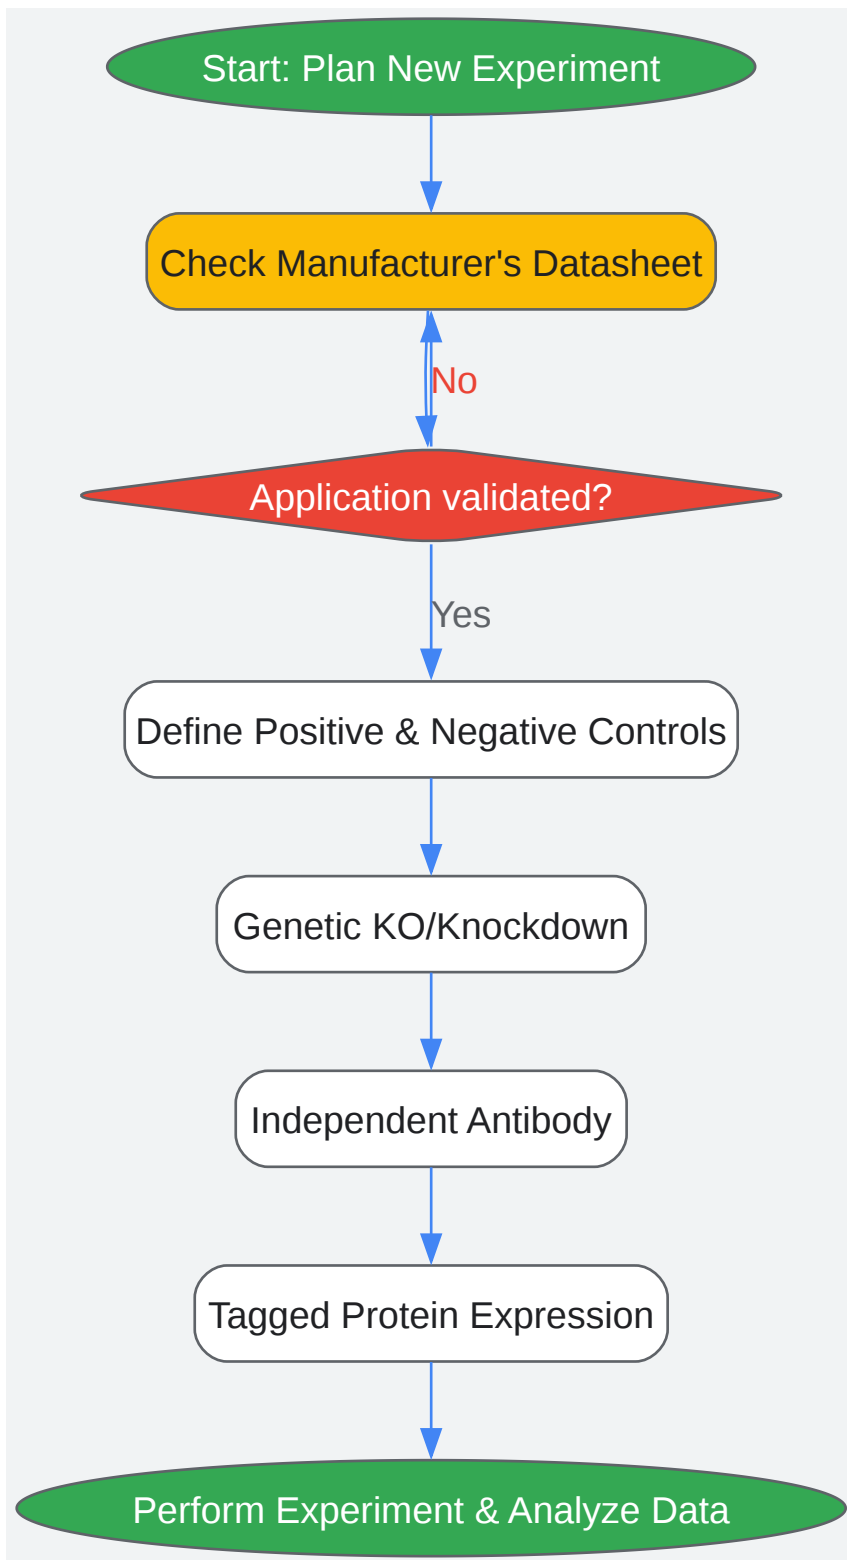 Start: Plan New Experiment
Check Manufacturer's Datasheet
No
Application validated?
Yes
Define Positive & Negative Controls
Genetic KO/Knockdown
Independent Antibody
Tagged Protein Expression
Perform Experiment & Analyze Data